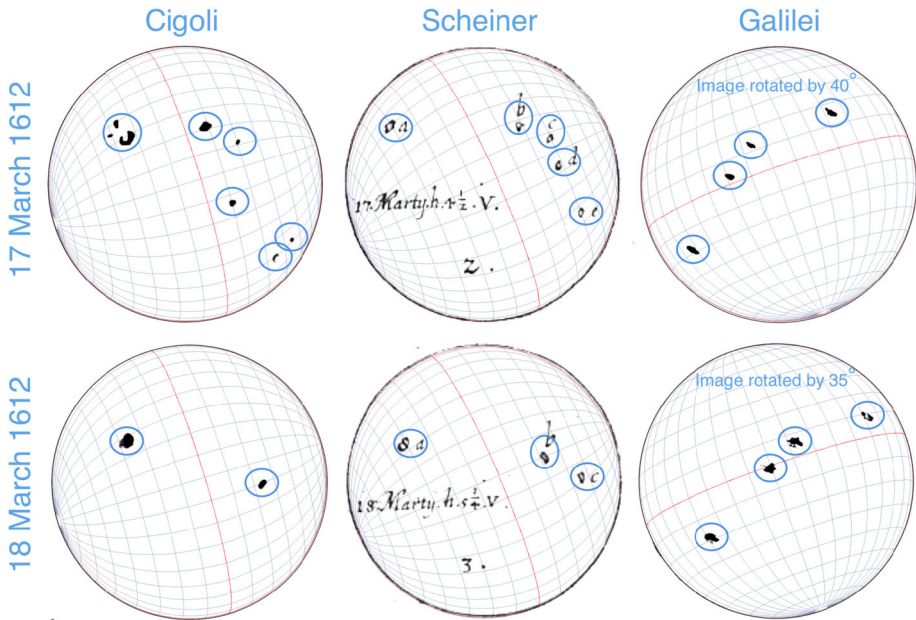 Cigoli Scheiner Galilei
17 March 1612
Image rotated by 40°
a
b
c
d
e
17. Marty. h. 4 1/2 . V.
2 .
18 March 1612
Image rotated by 35°
a
b
c
18. Marty. h. 5 1/4 . V.
3 .